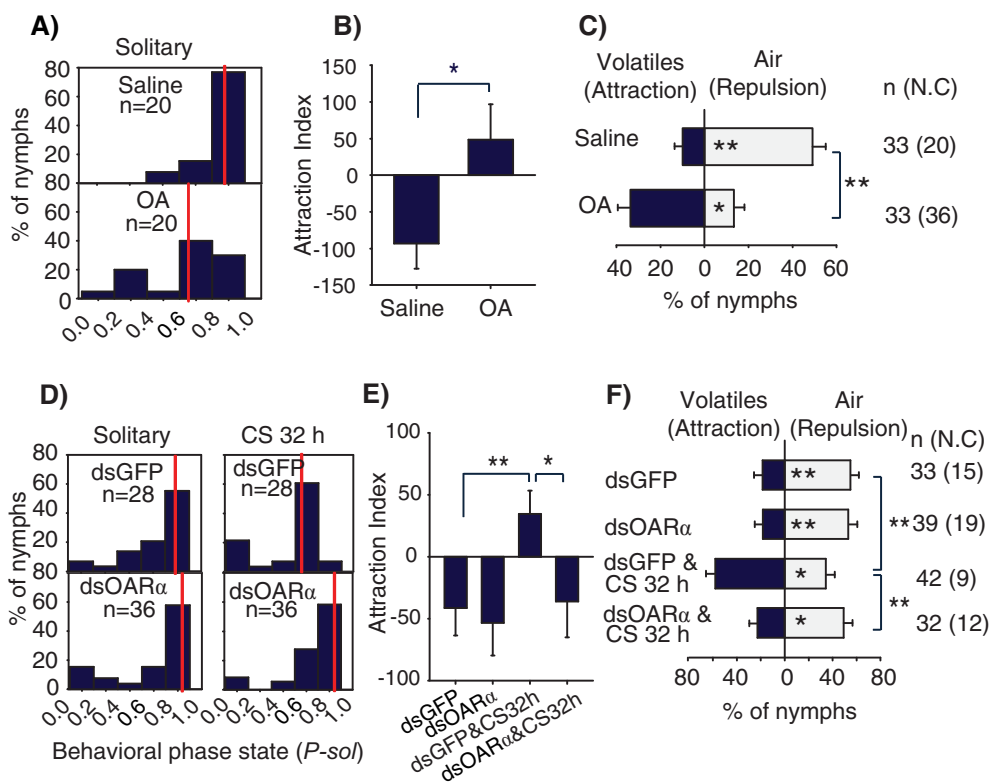 A)
Solitary
Saline
n=20
OA
n=20
80
60
40
20
80
60
40
20
0
% of nymphs
0.0
0.2
0.4
0.6
0.8
1.0
B)
Attraction Index
150
100
50
0
-50
-100
-150
*
Saline
OA
C)
Volatiles
(Attraction)
Air
(Repulsion)
n (N.C)
Saline
**
33 (20)
**
OA
*
33 (36)
40 20 0 20 40 60
% of nymphs
D)
Solitary
CS 32 h
80
60
40
20
80
60
40
20
0
% of nymphs
dsGFP
n=28
dsGFP
n=28
dsOARα
n=36
dsOARα
n=36
0.0
0.2
0.4
0.6
0.8
1.0
0.0
0.2
0.4
0.6
0.8
1.0
Behavioral phase state (P-sol)
E)
Attraction Index
100
50
0
-50
-100
**
*
dsGFP
dsOARα
dsGFP&CS32h
dsOARα&CS32h
F)
Volatiles
(Attraction)
Air
(Repulsion)
n (N.C)
dsGFP
**
33 (15)
dsOARα
**
**
39 (19)
dsGFP &
CS 32 h
*
42 (9)
**
dsOARα &
CS 32 h
*
32 (12)
80 40 0 40 80
% of nymphs